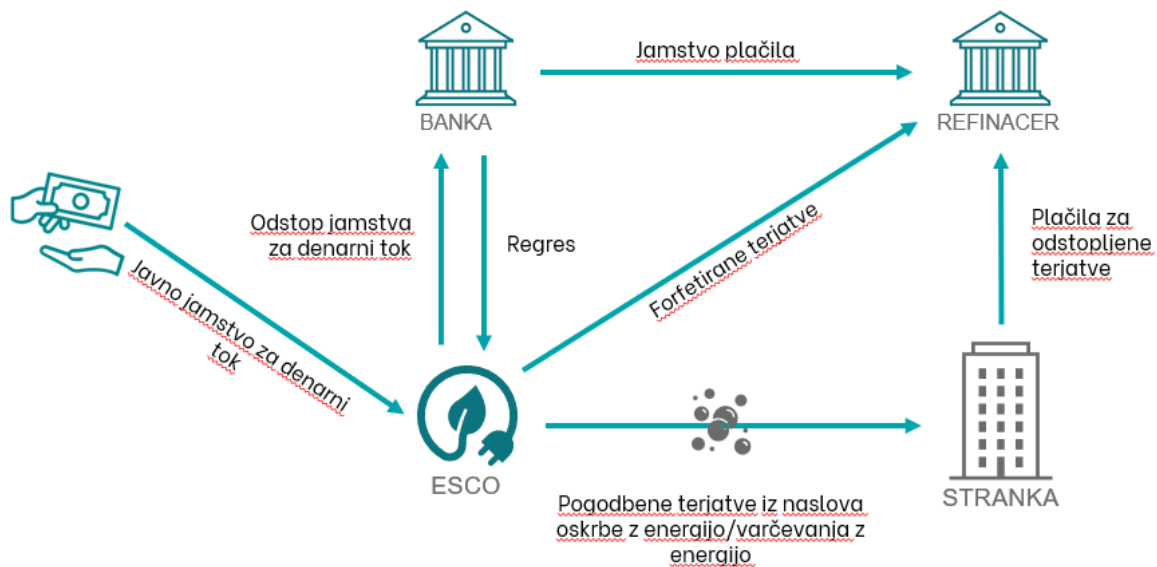 Jamstvo plačila
BANKA
REFINACER
Odstop jamstva
za denarni tok
Regres
Forfetirane terjatve
Plačila za
odstopljene
terjatve
Javno jamstvo za denarni
tok
ESCO
STRANKA
Pogodbene terjatve iz naslova
oskrbe z energijo/varčevanja z
energijo